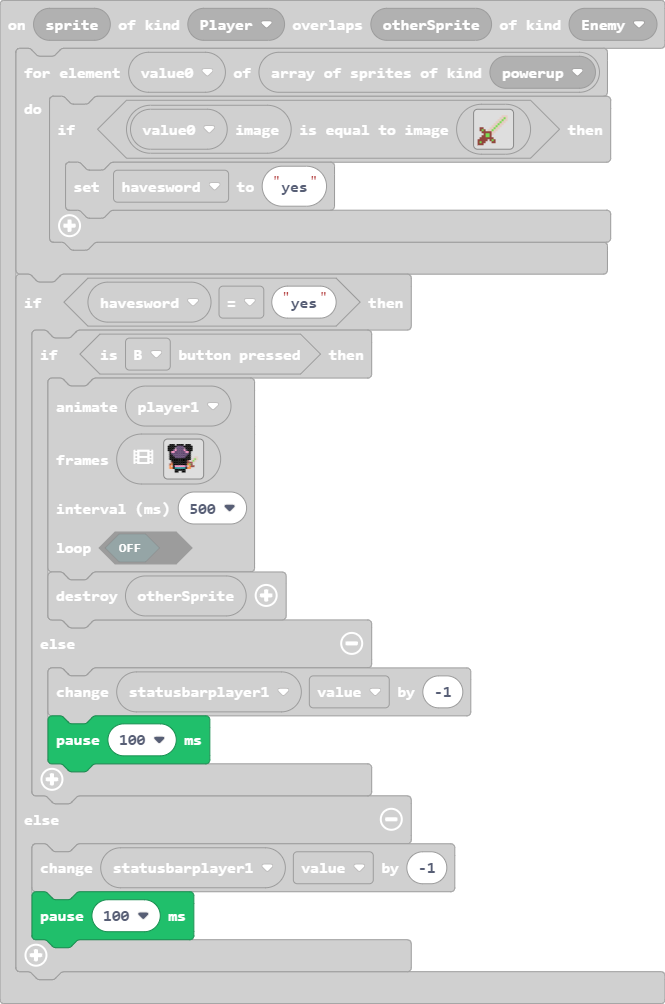 on sprite of kind Player overlaps otherSprite of kind Enemy
for element value0 of array of sprites of kind powerup
do
if value0 image is equal to image then
set havesword to "yes"
if havesword = "yes" then
if is B button pressed then
animate player1
frames
interval (ms) 500
loop OFF
destroy otherSprite
else
change statusbarplayer1 value by -1
pause 100 ms
else
change statusbarplayer1 value by -1
pause 100 ms